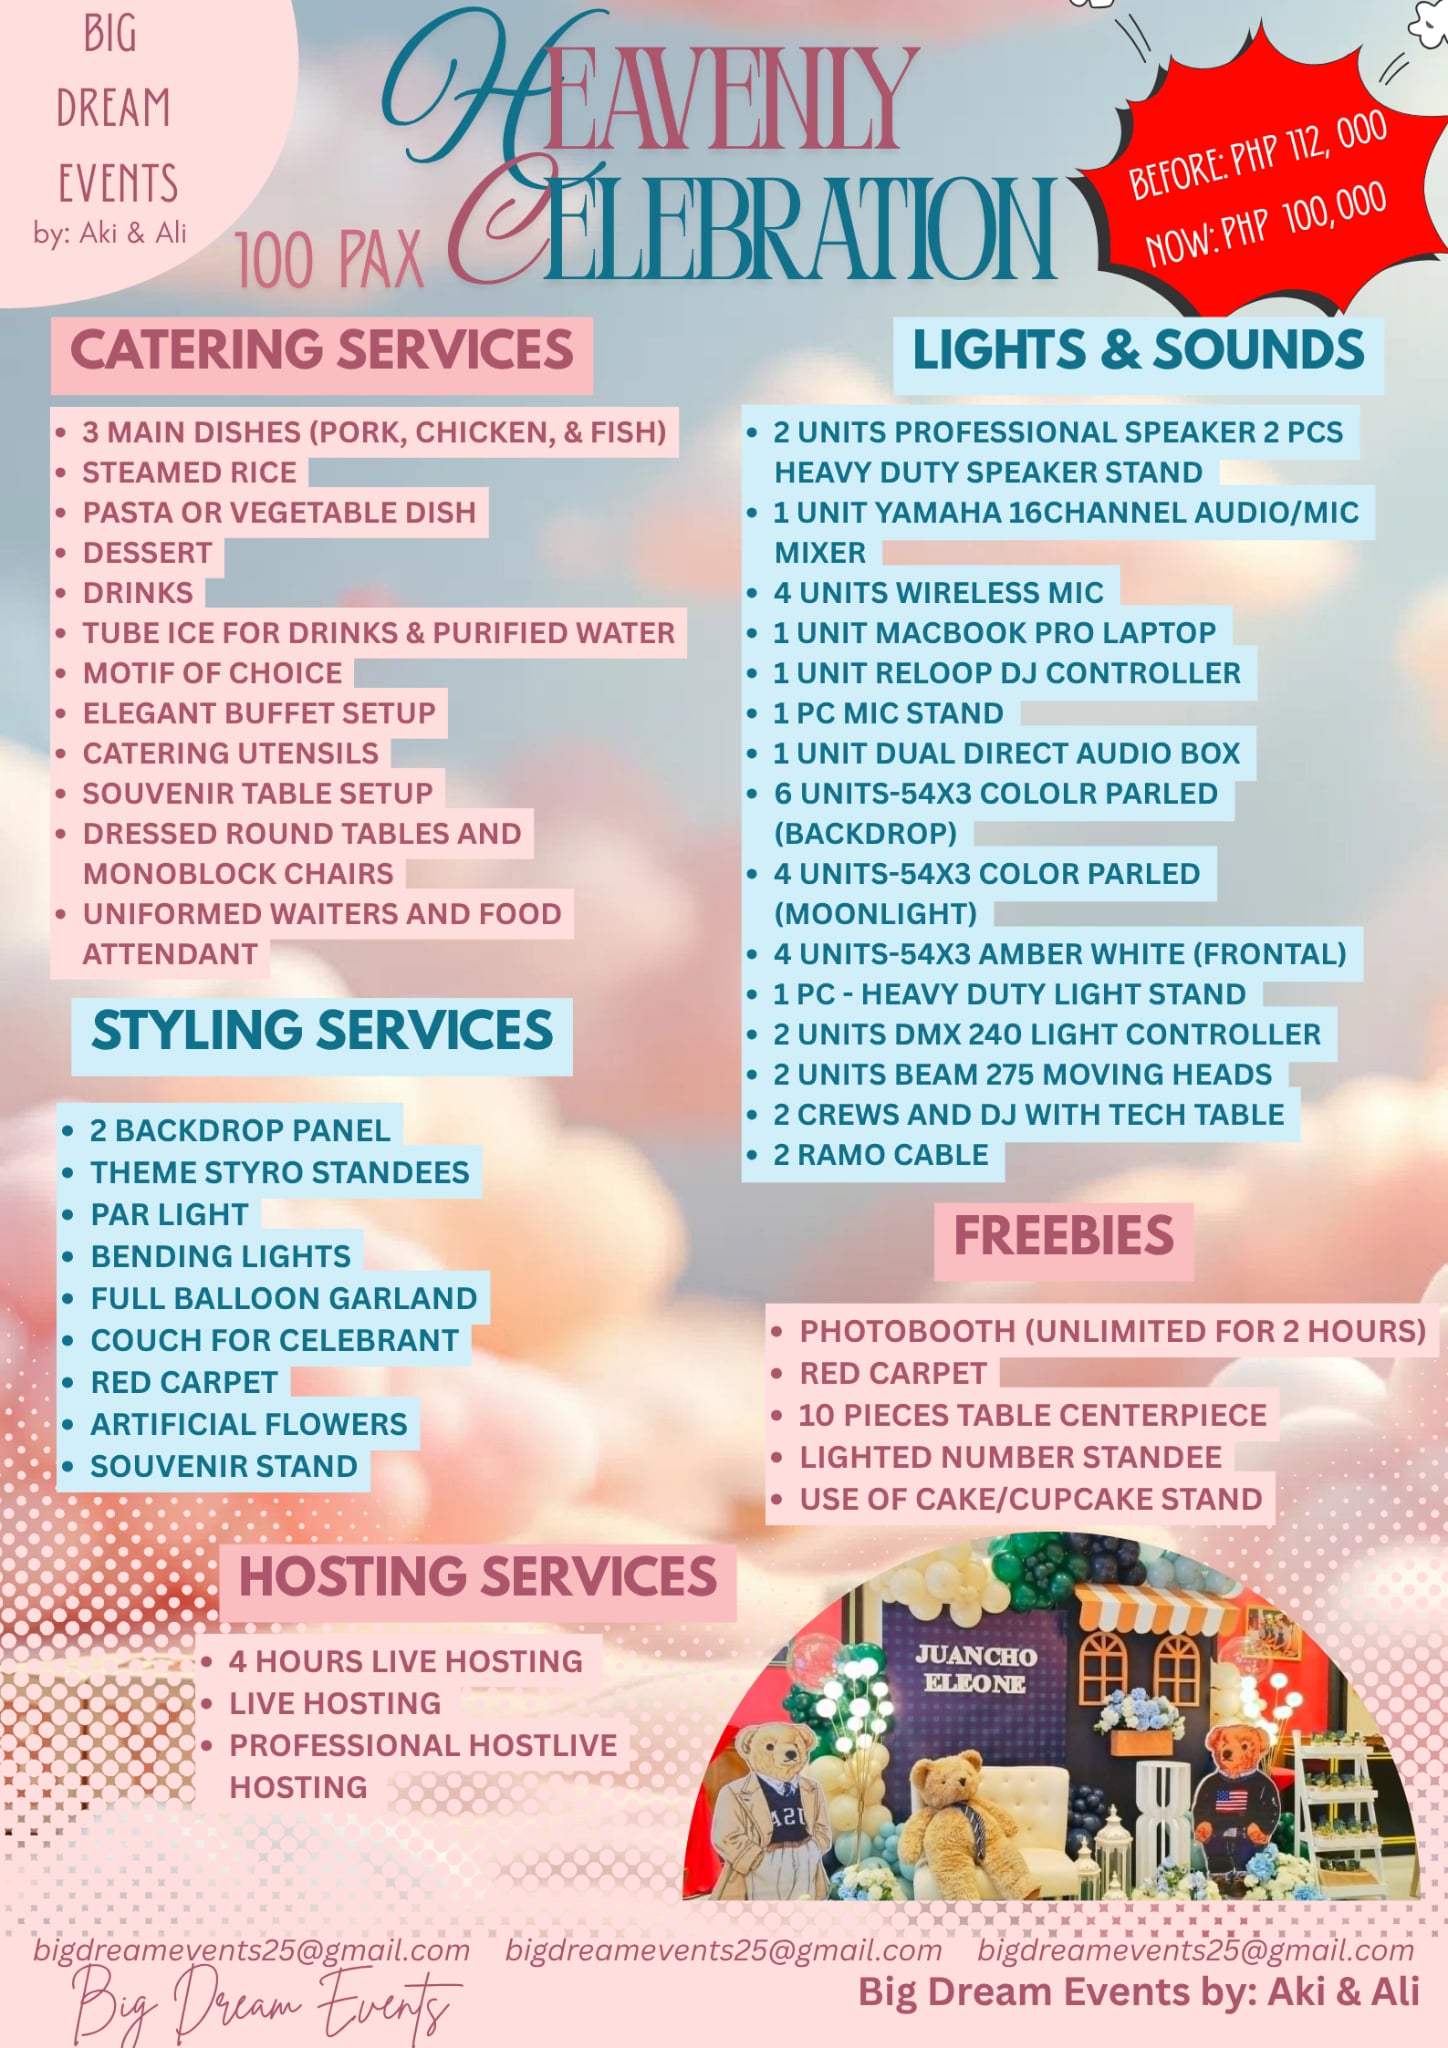 BIG
DREAM
EVENTS
by: Aki & Ali
HEAVENLY
CELEBRATION
100 PAX
BEFORE: PHP 112, 000
NOW: PHP 100,000
CATERING SERVICES
• 3 MAIN DISHES (PORK, CHICKEN, & FISH)
• STEAMED RICE
• PASTA OR VEGETABLE DISH
• DESSERT
• DRINKS
• TUBE ICE FOR DRINKS & PURIFIED WATER
• MOTIF OF CHOICE
• ELEGANT BUFFET SETUP
• CATERING UTENSILS
• SOUVENIR TABLE SETUP
• DRESSED ROUND TABLES AND
MONOBLOCK CHAIRS
• UNIFORMED WAITERS AND FOOD
ATTENDANT
STYLING SERVICES
• 2 BACKDROP PANEL
• THEME STYRO STANDEES
• PAR LIGHT
• BENDING LIGHTS
• FULL BALLOON GARLAND
• COUCH FOR CELEBRANT
• RED CARPET
• ARTIFICIAL FLOWERS
• SOUVENIR STAND
LIGHTS & SOUNDS
• 2 UNITS PROFESSIONAL SPEAKER 2 PCS
HEAVY DUTY SPEAKER STAND
• 1 UNIT YAMAHA 16CHANNEL AUDIO/MIC
MIXER
• 4 UNITS WIRELESS MIC
• 1 UNIT MACBOOK PRO LAPTOP
• 1 UNIT RELOOP DJ CONTROLLER
• 1 PC MIC STAND
• 1 UNIT DUAL DIRECT AUDIO BOX
• 6 UNITS-54X3 COLOLR PARLED
(BACKDROP)
• 4 UNITS-54X3 COLOR PARLED
(MOONLIGHT)
• 4 UNITS-54X3 AMBER WHITE (FRONTAL)
• 1 PC - HEAVY DUTY LIGHT STAND
• 2 UNITS DMX 240 LIGHT CONTROLLER
• 2 UNITS BEAM 275 MOVING HEADS
• 2 CREWS AND DJ WITH TECH TABLE
• 2 RAMO CABLE
FREEBIES
• PHOTOBOOTH (UNLIMITED FOR 2 HOURS)
• RED CARPET
• 10 PIECES TABLE CENTERPIECE
• LIGHTED NUMBER STANDEE
• USE OF CAKE/CUPCAKE STAND
HOSTING SERVICES
• 4 HOURS LIVE HOSTING
• LIVE HOSTING
• PROFESSIONAL HOSTLIVE
HOSTING
JUANCHO
ELEONE
bigdreamevents25@gmail.com bigdreamevents25@gmail.com bigdreamevents25@gmail.com
Big Dream Events
Big Dream Events by: Aki & Ali